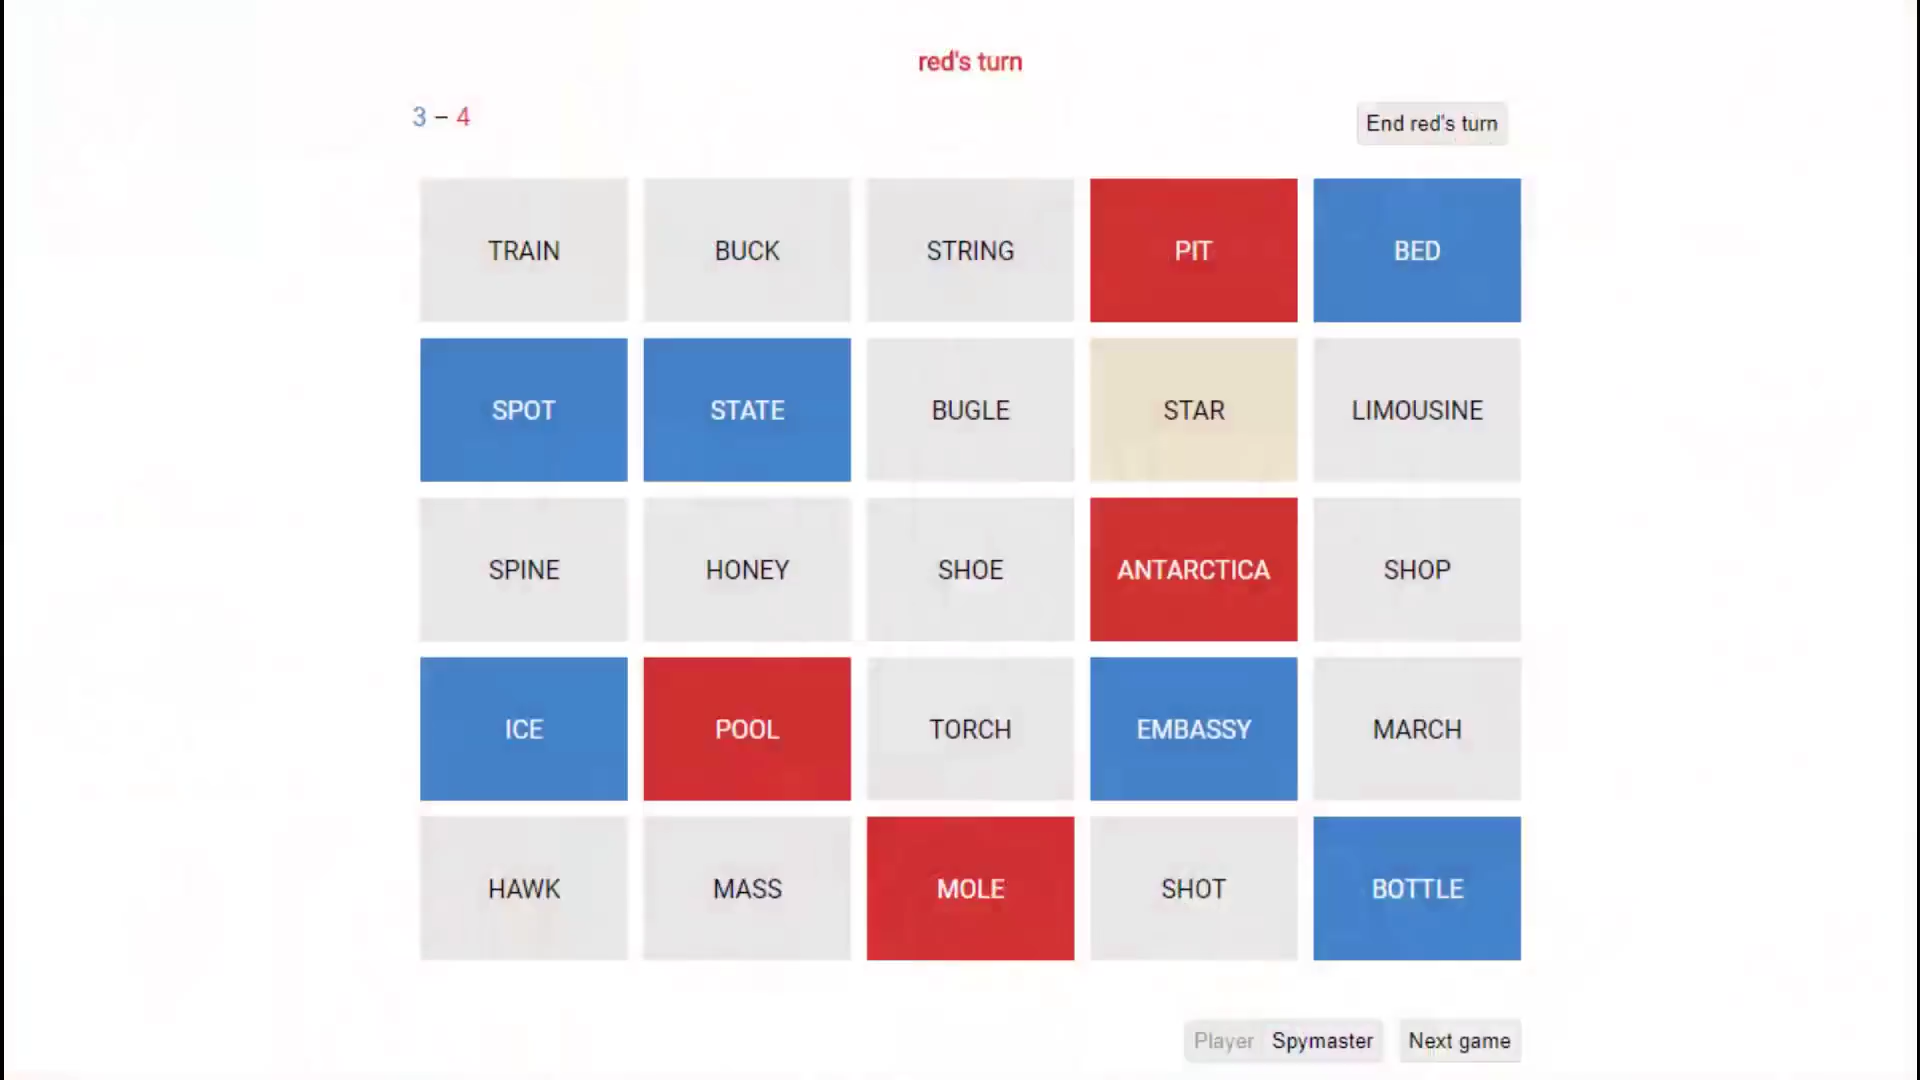 red's turn
3 – 4
End red's turn
TRAIN BUCK STRING PIT BED
SPOT STATE BUGLE STAR LIMOUSINE
SPINE HONEY SHOE ANTARCTICA SHOP
ICE POOL TORCH EMBASSY MARCH
HAWK MASS MOLE SHOT BOTTLE
Player Spymaster Next game